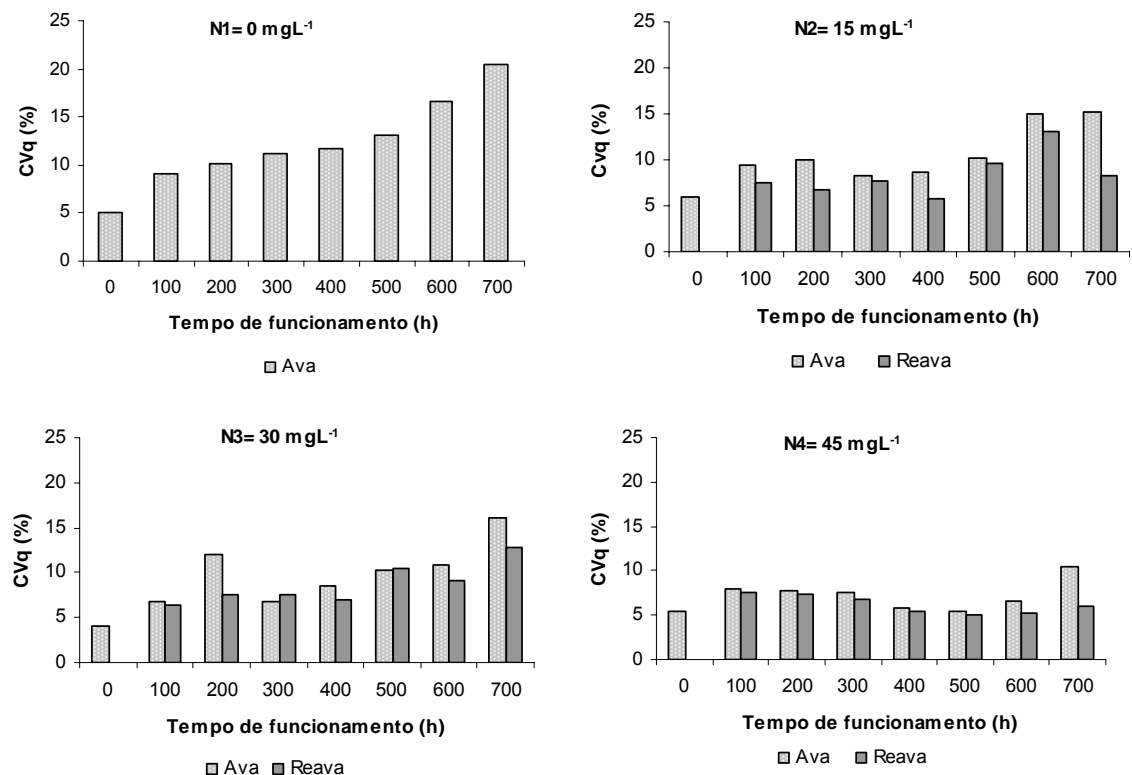 N1= 0 mgL⁻¹
CVq (%)
25
20
15
10
5
0
0 100 200 300 400 500 600 700
Tempo de funcionamento (h)
Ava
N2= 15 mgL⁻¹
Cvq (%)
25
20
15
10
5
0
0 100 200 300 400 500 600 700
Tempo de funcionamento (h)
Ava Reava
N3= 30 mgL⁻¹
CVq (%)
25
20
15
10
5
0
0 100 200 300 400 500 600 700
Tempo de funcionamento (h)
Ava Reava
N4= 45 mgL⁻¹
CVq (%)
25
20
15
10
5
0
0 100 200 300 400 500 600 700
Tempo de funcionamento (h)
Ava Reava